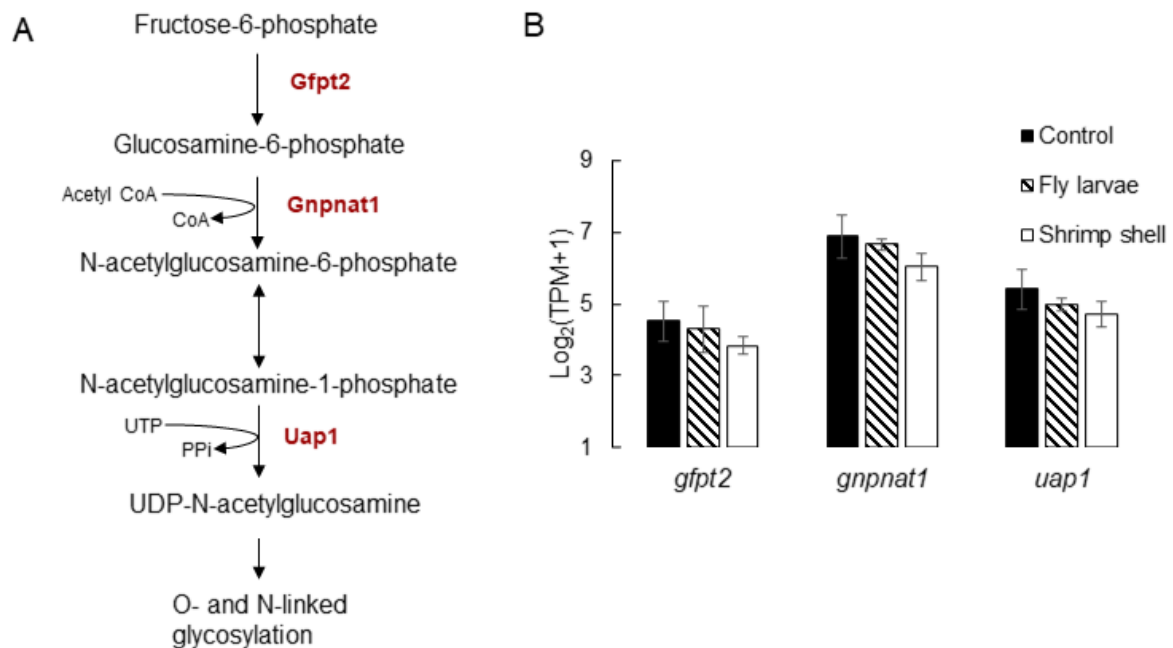 A
Fructose-6-phosphate
Gfpt2
Glucosamine-6-phosphate
Acetyl CoA
CoA
Gnpnat1
N-acetylglucosamine-6-phosphate
N-acetylglucosamine-1-phosphate
UTP
PPi
Uap1
UDP-N-acetylglucosamine
O- and N-linked
glycosylation
B
Control
Fly larvae
Shrimp shell
Log₂(TPM+1)
9
7
5
3
1
gfpt2
gnpnat1
uap1